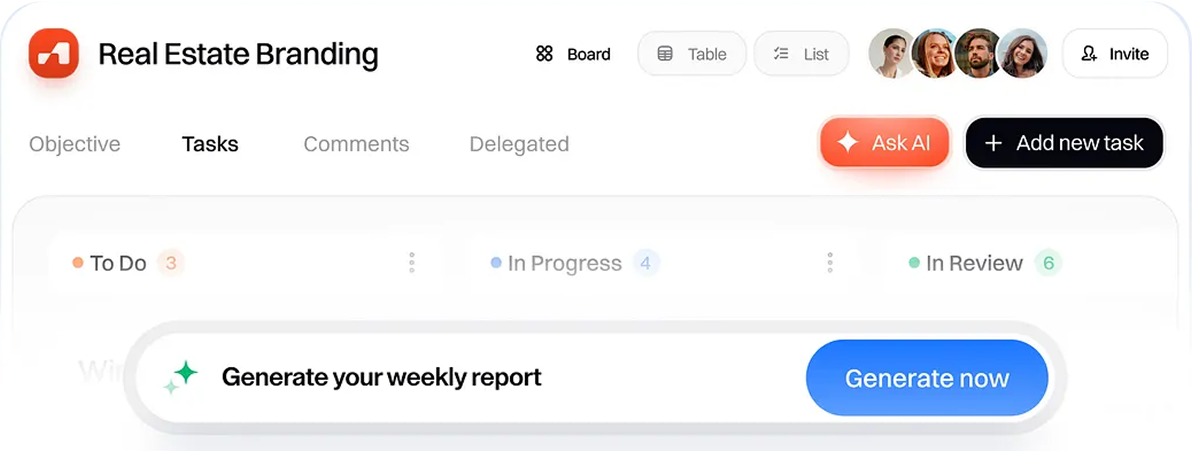 Real Estate Branding
Board
Table
List
Invite
Objective
Tasks
Comments
Delegated
Ask AI
Add new task
To Do 3
In Progress 4
In Review 6
Generate your weekly report
Generate now